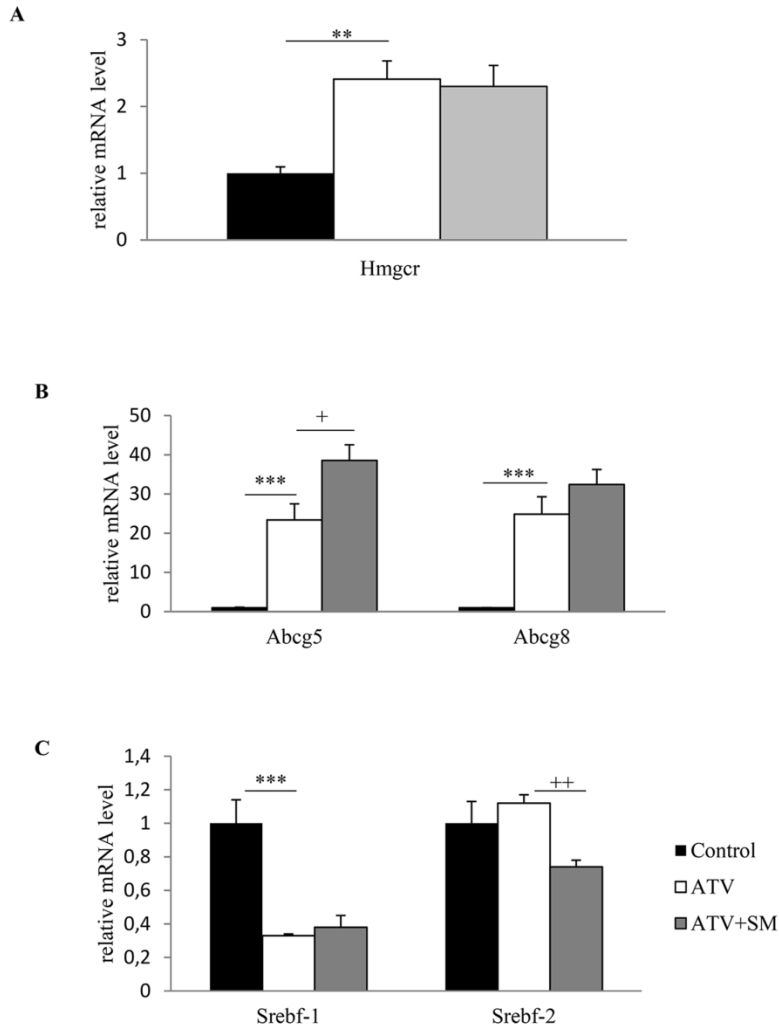 A
relative mRNA level
3
2
1
0
**
Hmgcr
B
relative mRNA level
50
40
30
20
10
0
***
+
***
Abcg5
Abcg8
C
relative mRNA level
1,4
1,2
1
0,8
0,6
0,4
0,2
0
***
++
Srebf-1
Srebf-2
Control
ATV
ATV+SM